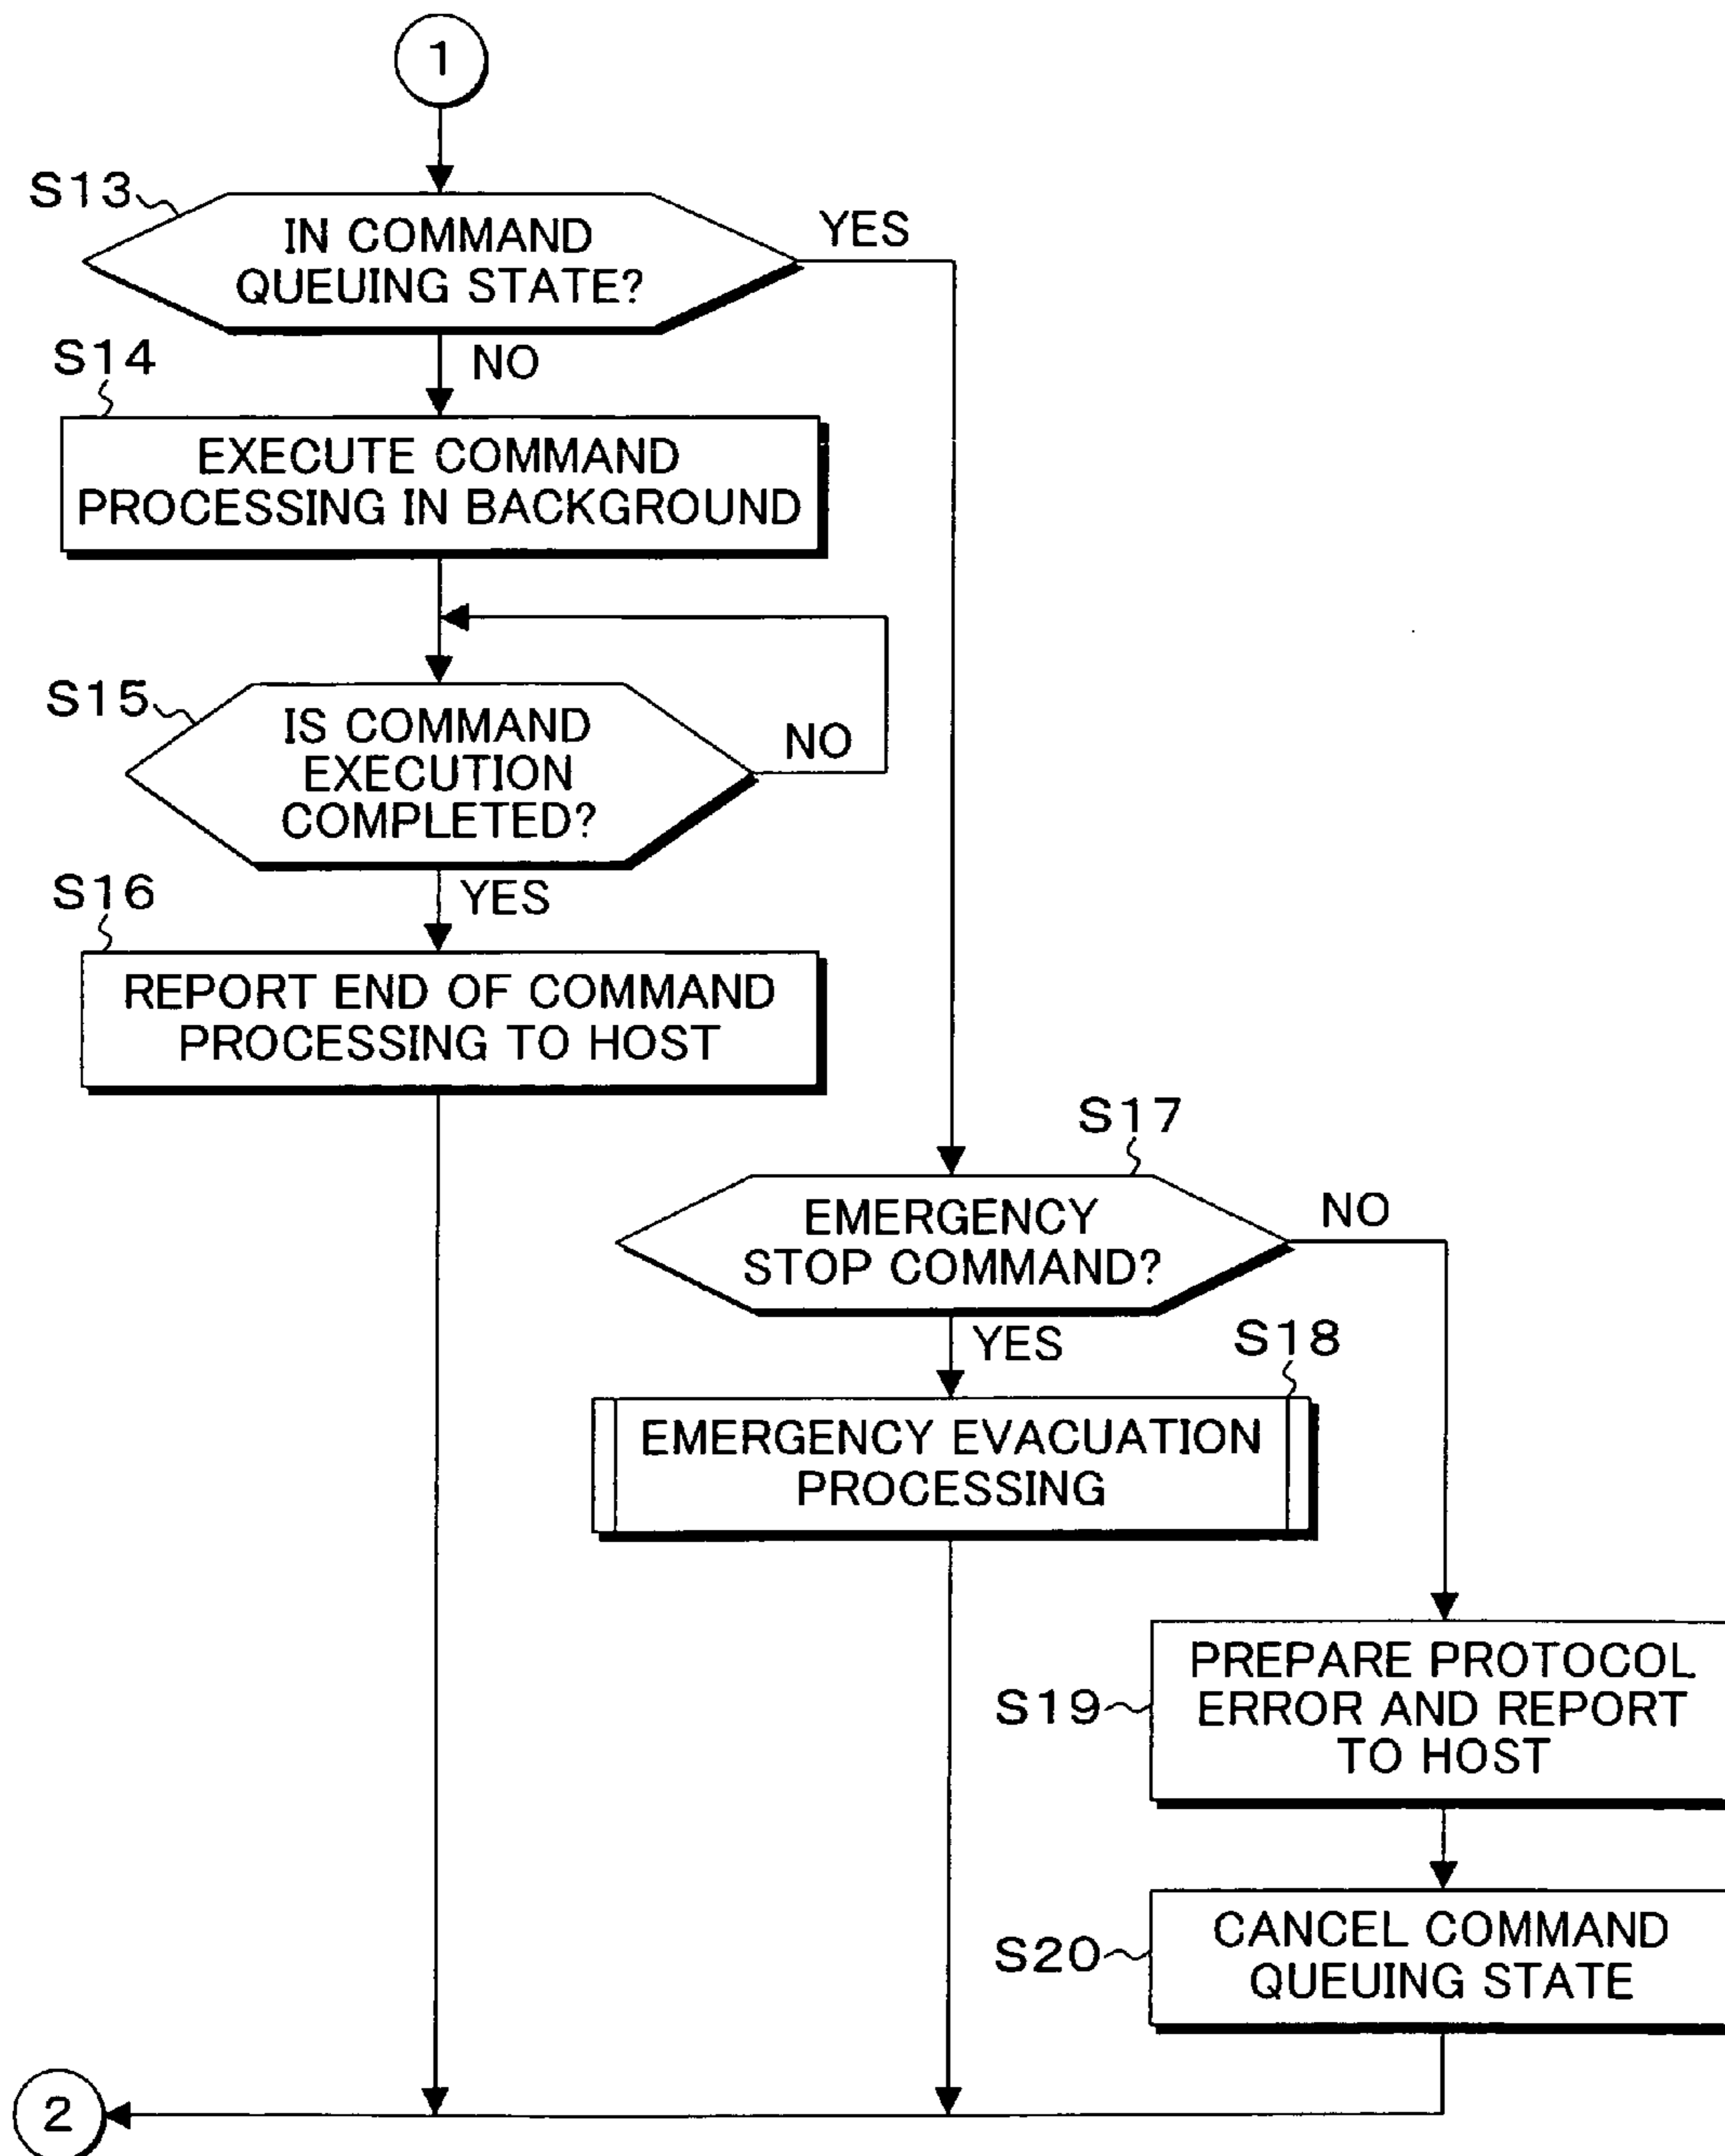 1
S13
IN COMMAND
QUEUING STATE?
YES
NO
S14
EXECUTE COMMAND
PROCESSING IN BACKGROUND
S15
IS COMMAND
EXECUTION
COMPLETED?
NO
YES
S16
REPORT END OF COMMAND
PROCESSING TO HOST
S17
EMERGENCY
STOP COMMAND?
NO
YES
S18
EMERGENCY EVACUATION
PROCESSING
S19
PREPARE PROTOCOL
ERROR AND REPORT
TO HOST
S20
CANCEL COMMAND
QUEUING STATE
2